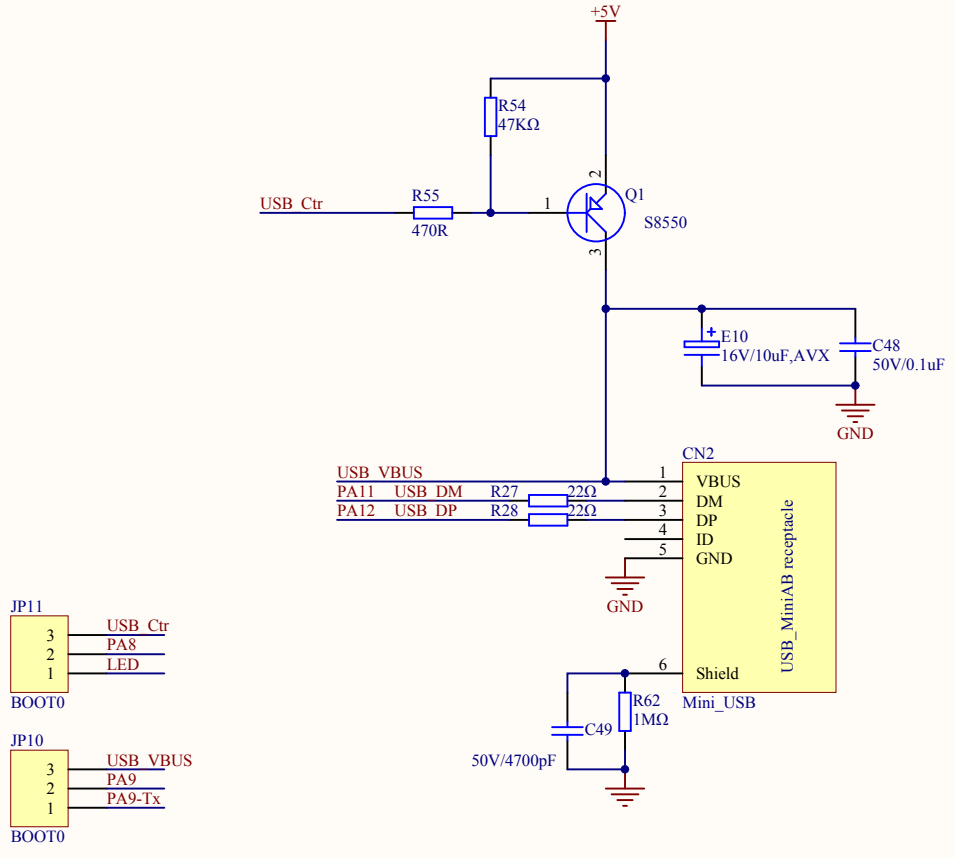 +5V
R54
47KΩ
2
Q1
USB_Ctr
R55
470R
1
S8550
3
E10
16V/10uF,AVX
C48
50V/0.1uF
GND
CN2
USB_VBUS
1
VBUS
PA11
USB_DM
R27
22Ω
2
DM
PA12
USB_DP
R28
22Ω
3
DP
4
ID
5
GND
GND
USB_MiniAB receptacle
JP11
3
USB_Ctr
2
PA8
1
LED
BOOT0
6
Shield
R62
1MΩ
Mini_USB
C49
50V/4700pF
JP10
3
USB_VBUS
2
PA9
1
PA9-Tx
BOOT0